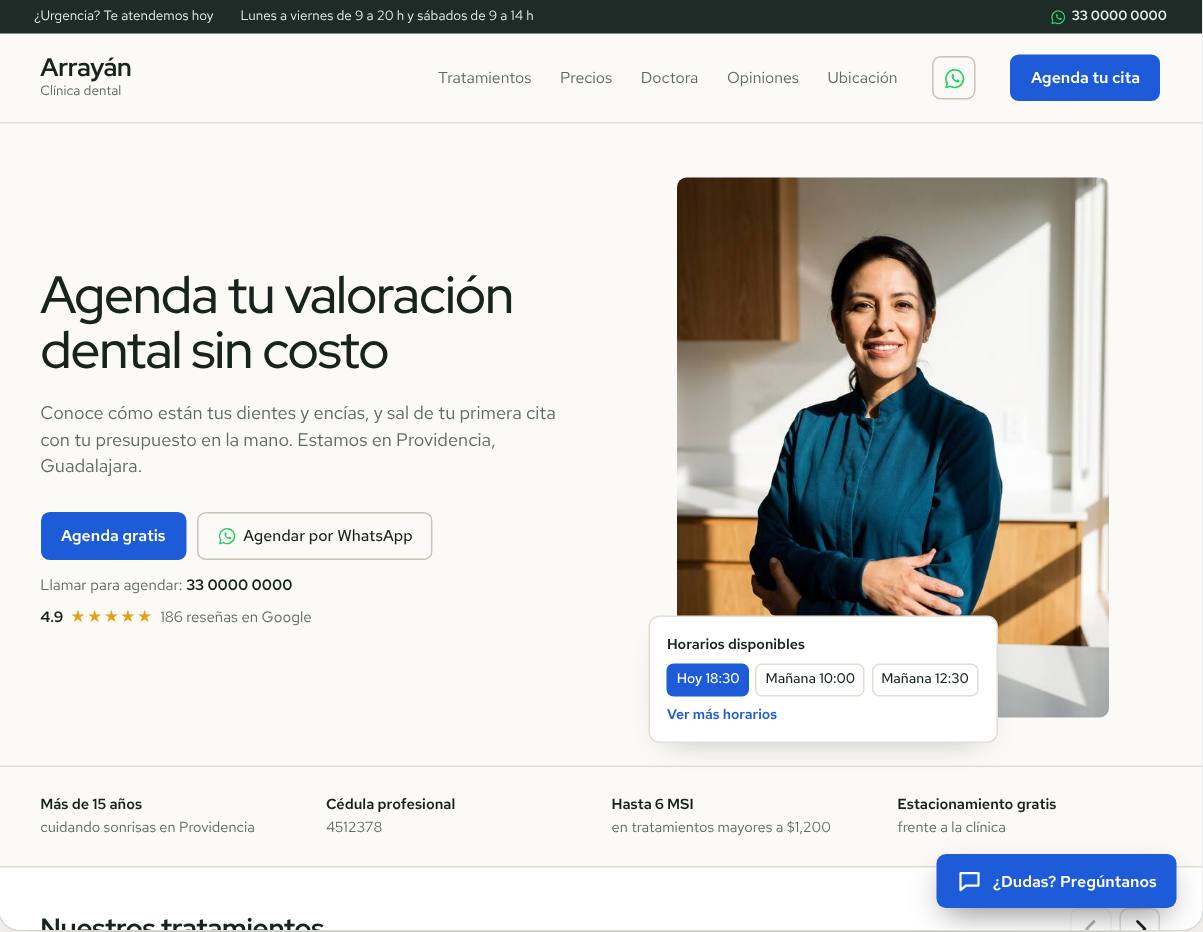 ¿Urgencia? Te atendemos hoy
Lunes a viernes de 9 a 20 h y sábados de 9 a 14 h
33 0000 0000
Arrayán
Clínica dental
Tratamientos
Precios
Doctora
Opiniones
Ubicación
Agenda tu cita
Agenda tu valoración
dental sin costo
Conoce cómo están tus dientes y encías, y sal de tu primera cita
con tu presupuesto en la mano. Estamos en Providencia,
Guadalajara.
Agenda gratis
Agendar por WhatsApp
Llamar para agendar: 33 0000 0000
4.9 ★★★★★ 186 reseñas en Google
Horarios disponibles
Hoy 18:30
Mañana 10:00
Mañana 12:30
Ver más horarios
Más de 15 años
cuidando sonrisas en Providencia
Cédula profesional
4512378
Hasta 6 MSI
en tratamientos mayores a $1,200
Estacionamiento gratis
frente a la clínica
¿Dudas? Pregúntanos
Nuestros tratamientos